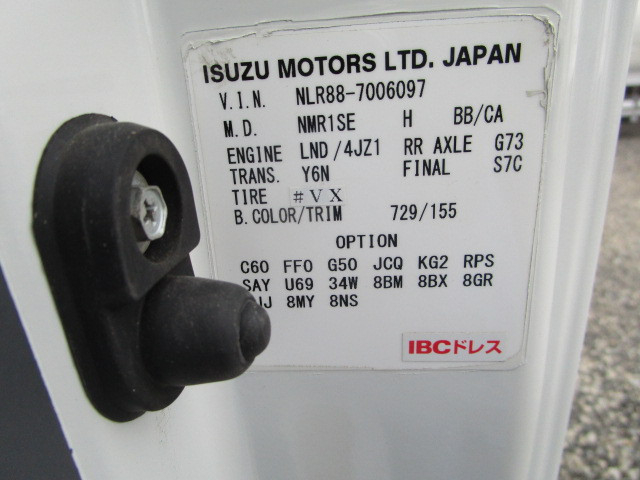 ISUZU MOTORS LTD. JAPAN
V.I.N. NLR88-7006097
M.D. NMR1SE H BB/CA
ENGINE LND/4JZ1 RR AXLE G73
TRANS. Y6N FINAL S7C
TIRE #VX
B.COLOR/TRIM 729/155
OPTION
C60 FF0 G50 JCQ KG2 RPS
SAY U69 34W 8BM 8BX 8GR
8MY 8NS
IBCドレス